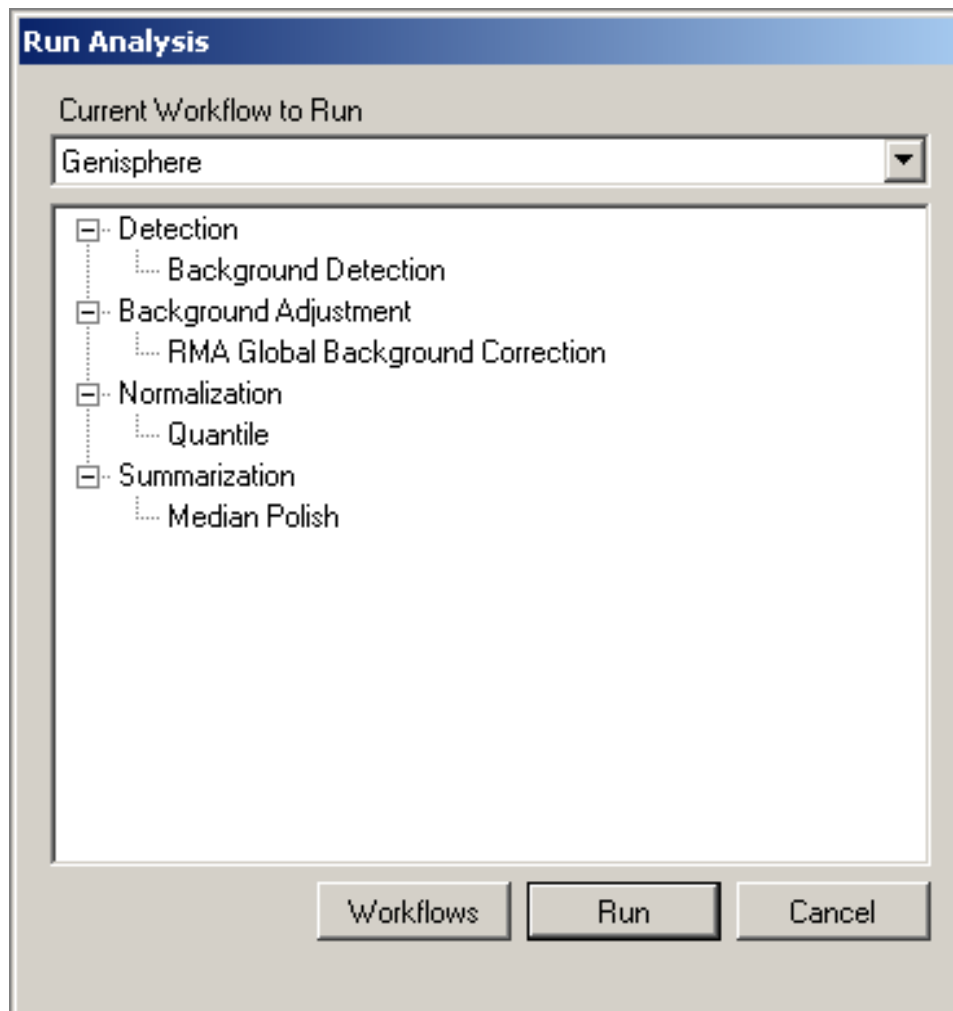 Run Analysis
Current Workflow to Run
Genisphere
Detection
Background Detection
Background Adjustment
RMA Global Background Correction
Normalization
Quantile
Summarization
Median Polish
Workflows Run Cancel